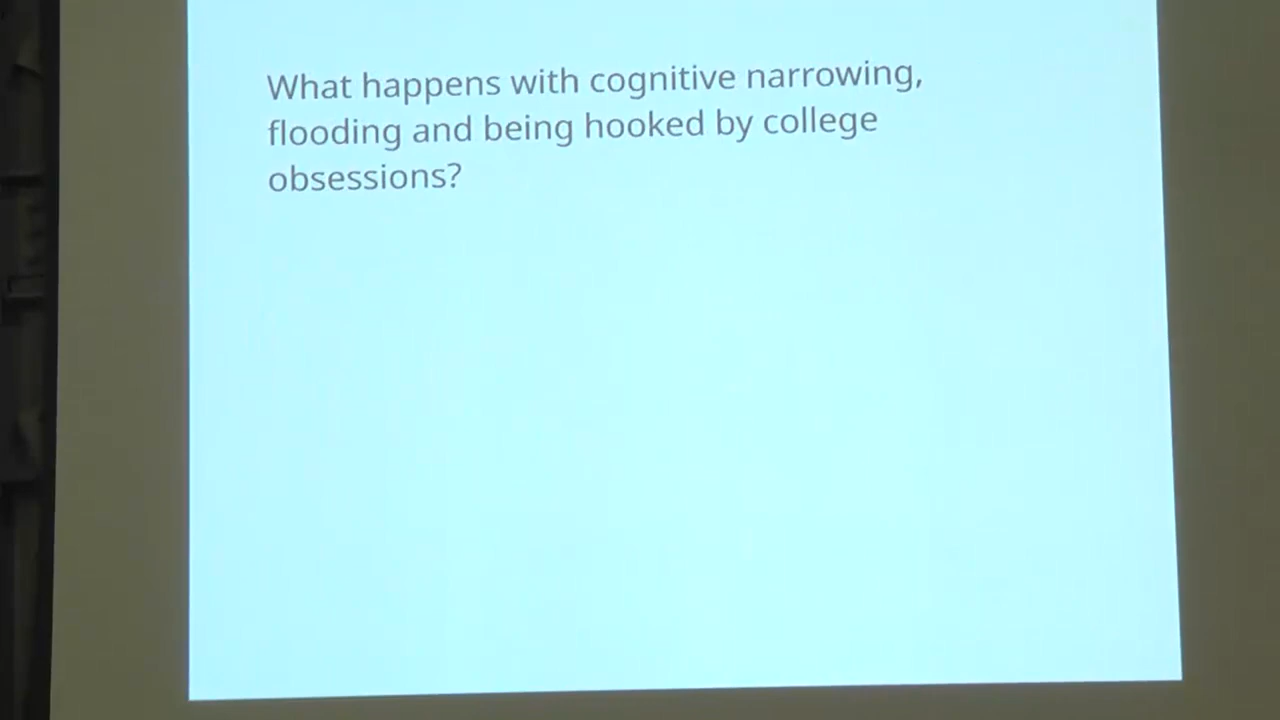 What happens with cognitive narrowing,
flooding and being hooked by college
obsessions?